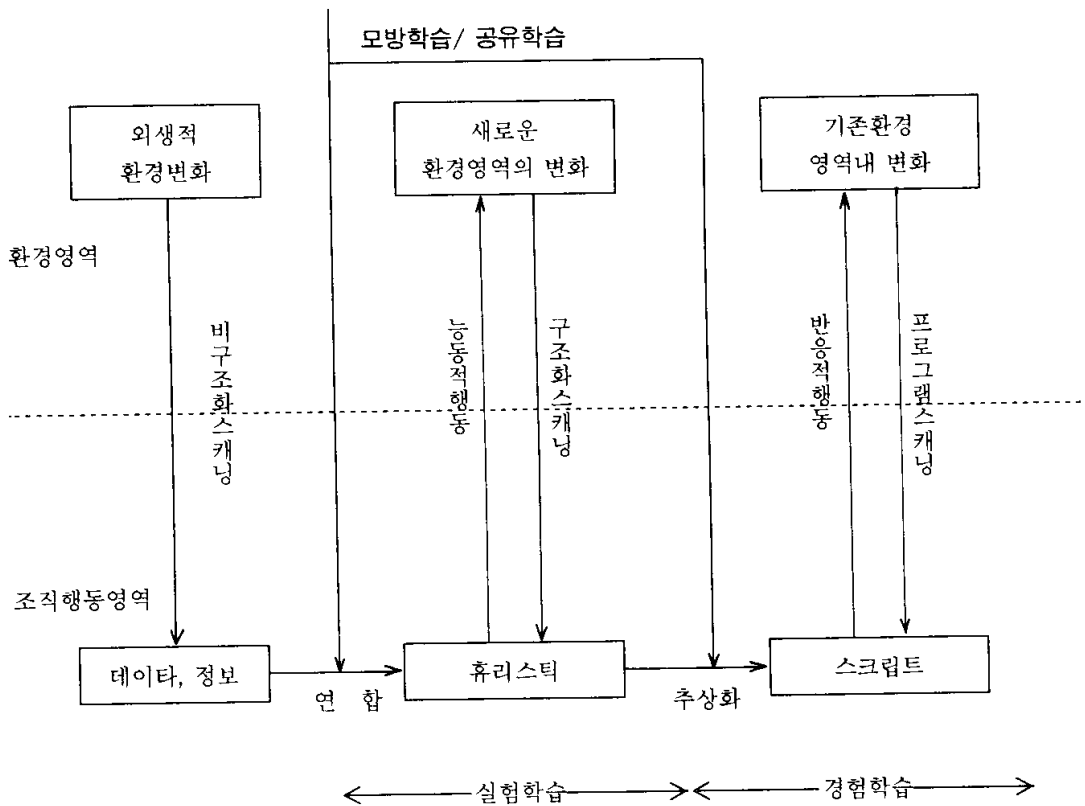 모방학습/ 공유학습
외생적
환경변화
새로운
환경영역의 변화
기존환경
영역내 변화
환경영역
비구조화스캐닝
능동적행동
구조화스캐닝
반응적행동
프로그램스캐닝
조직행동영역
데이타, 정보
연 합
휴리스틱
추상화
스크립트
실험학습
경험학습